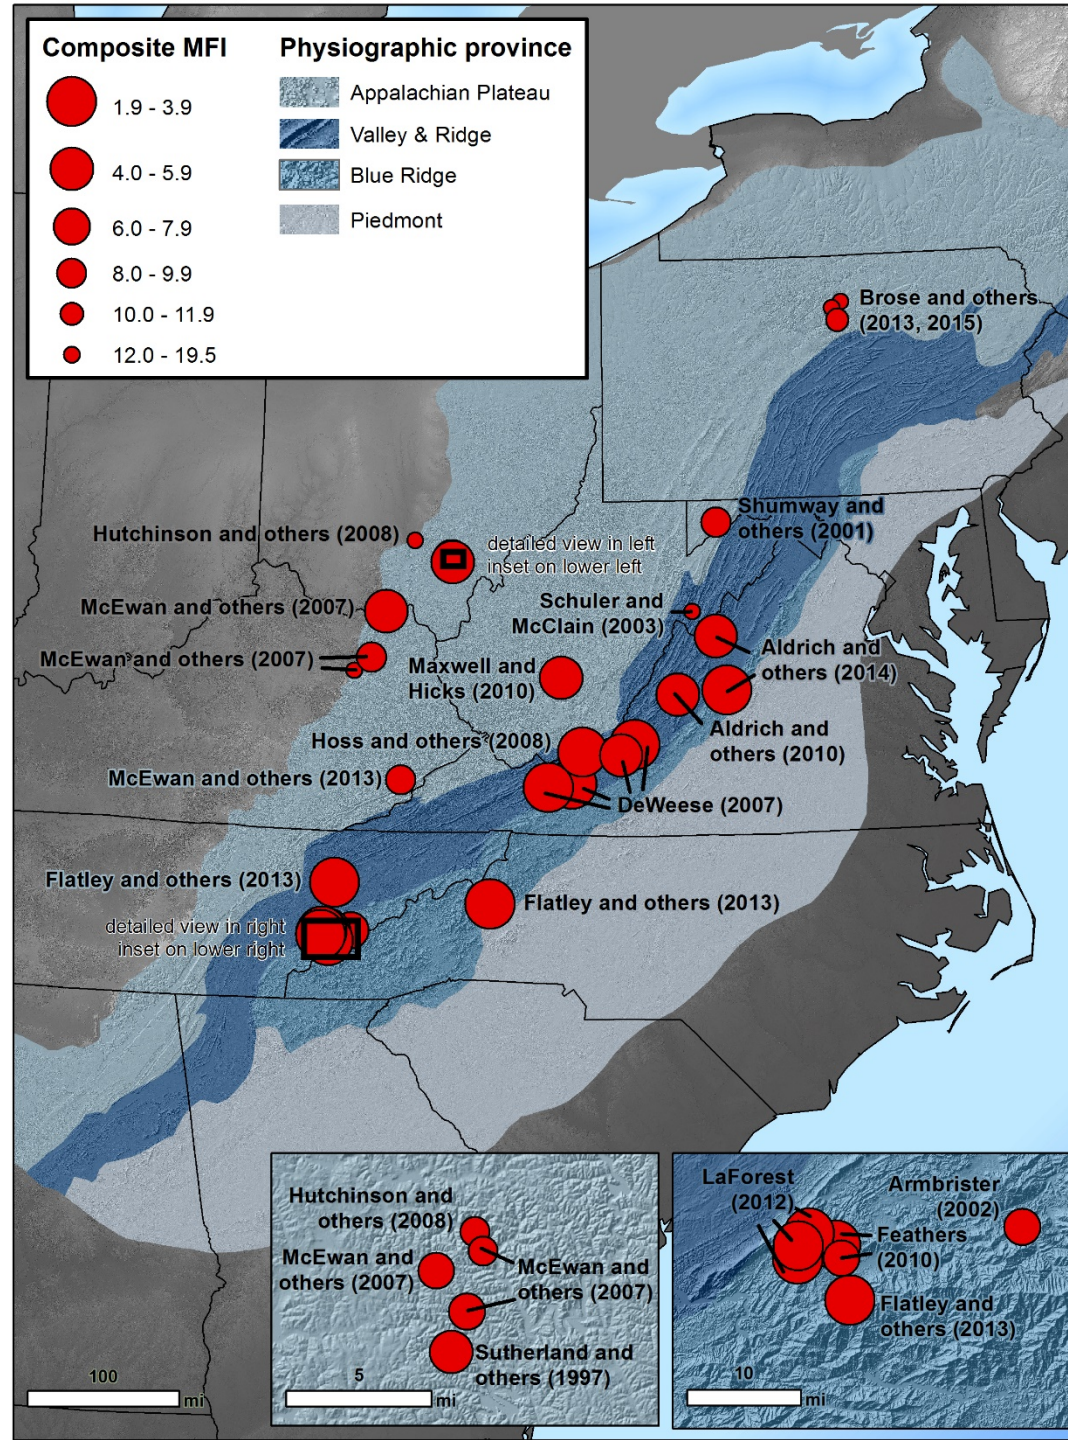 Composite MFI
1.9 - 3.9
4.0 - 5.9
6.0 - 7.9
8.0 - 9.9
10.0 - 11.9
12.0 - 19.5
Physiographic province
Appalachian Plateau
Valley & Ridge
Blue Ridge
Piedmont
Brose and others
(2013, 2015)
Shumway and
others (2001)
Hutchinson and others (2008)
detailed view in left
inset on lower left
McEwan and others (2007)
Schuler and
McClain (2003)
McEwan and others (2007)
Aldrich and
others (2014)
Maxwell and
Hicks (2010)
Aldrich and
others (2010)
Hoss and others (2008)
McEwan and others (2013)
DeWeese (2007)
Flatley and others (2013)
Flatley and others (2013)
detailed view in right
inset on lower right
Hutchinson and
others (2008)
McEwan and
others (2007)
McEwan and
others (2007)
Sutherland and
others (1997)
LaForest
(2012)
Armbrister
(2002)
Feathers
(2010)
Flatley and
others (2013)
100
mi
5
mi
10
mi